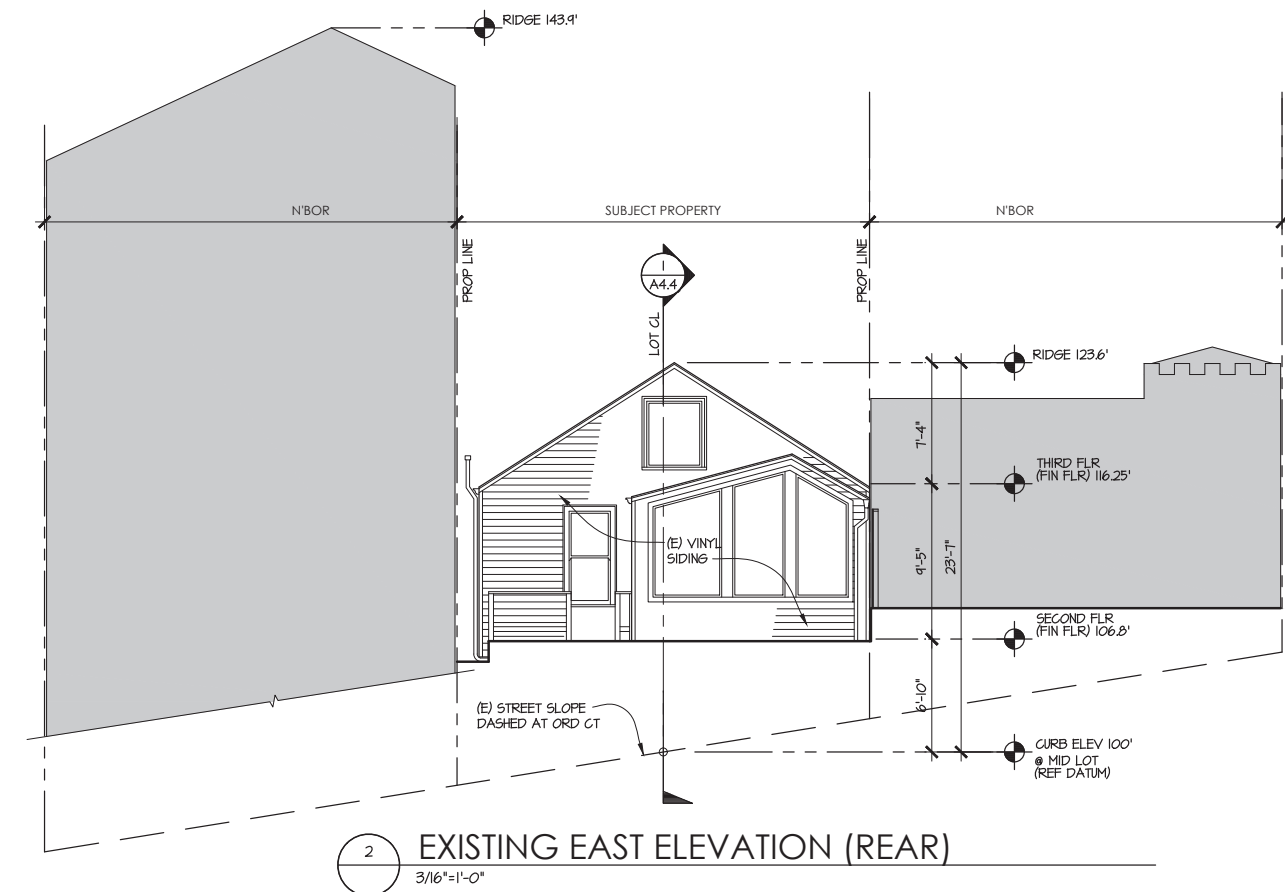 RIDGE 143.9'
N'BOR
SUBJECT PROPERTY
N'BOR
PROP LINE
PROP LINE
A4.4
LOT CL
RIDGE 123.6'
7'-4"
THIRD FLR
(FIN FLR) 116.25'
(E) VINYL
SIDING
9'-5"
23'-7"
SECOND FLR
(FIN FLR) 106.8'
6'-10"
(E) STREET SLOPE
DASHED AT ORD CT
CURB ELEV 100'
@ MID LOT
(REF DATUM)
2
EXISTING EAST ELEVATION (REAR)
3/16"=1'-0"